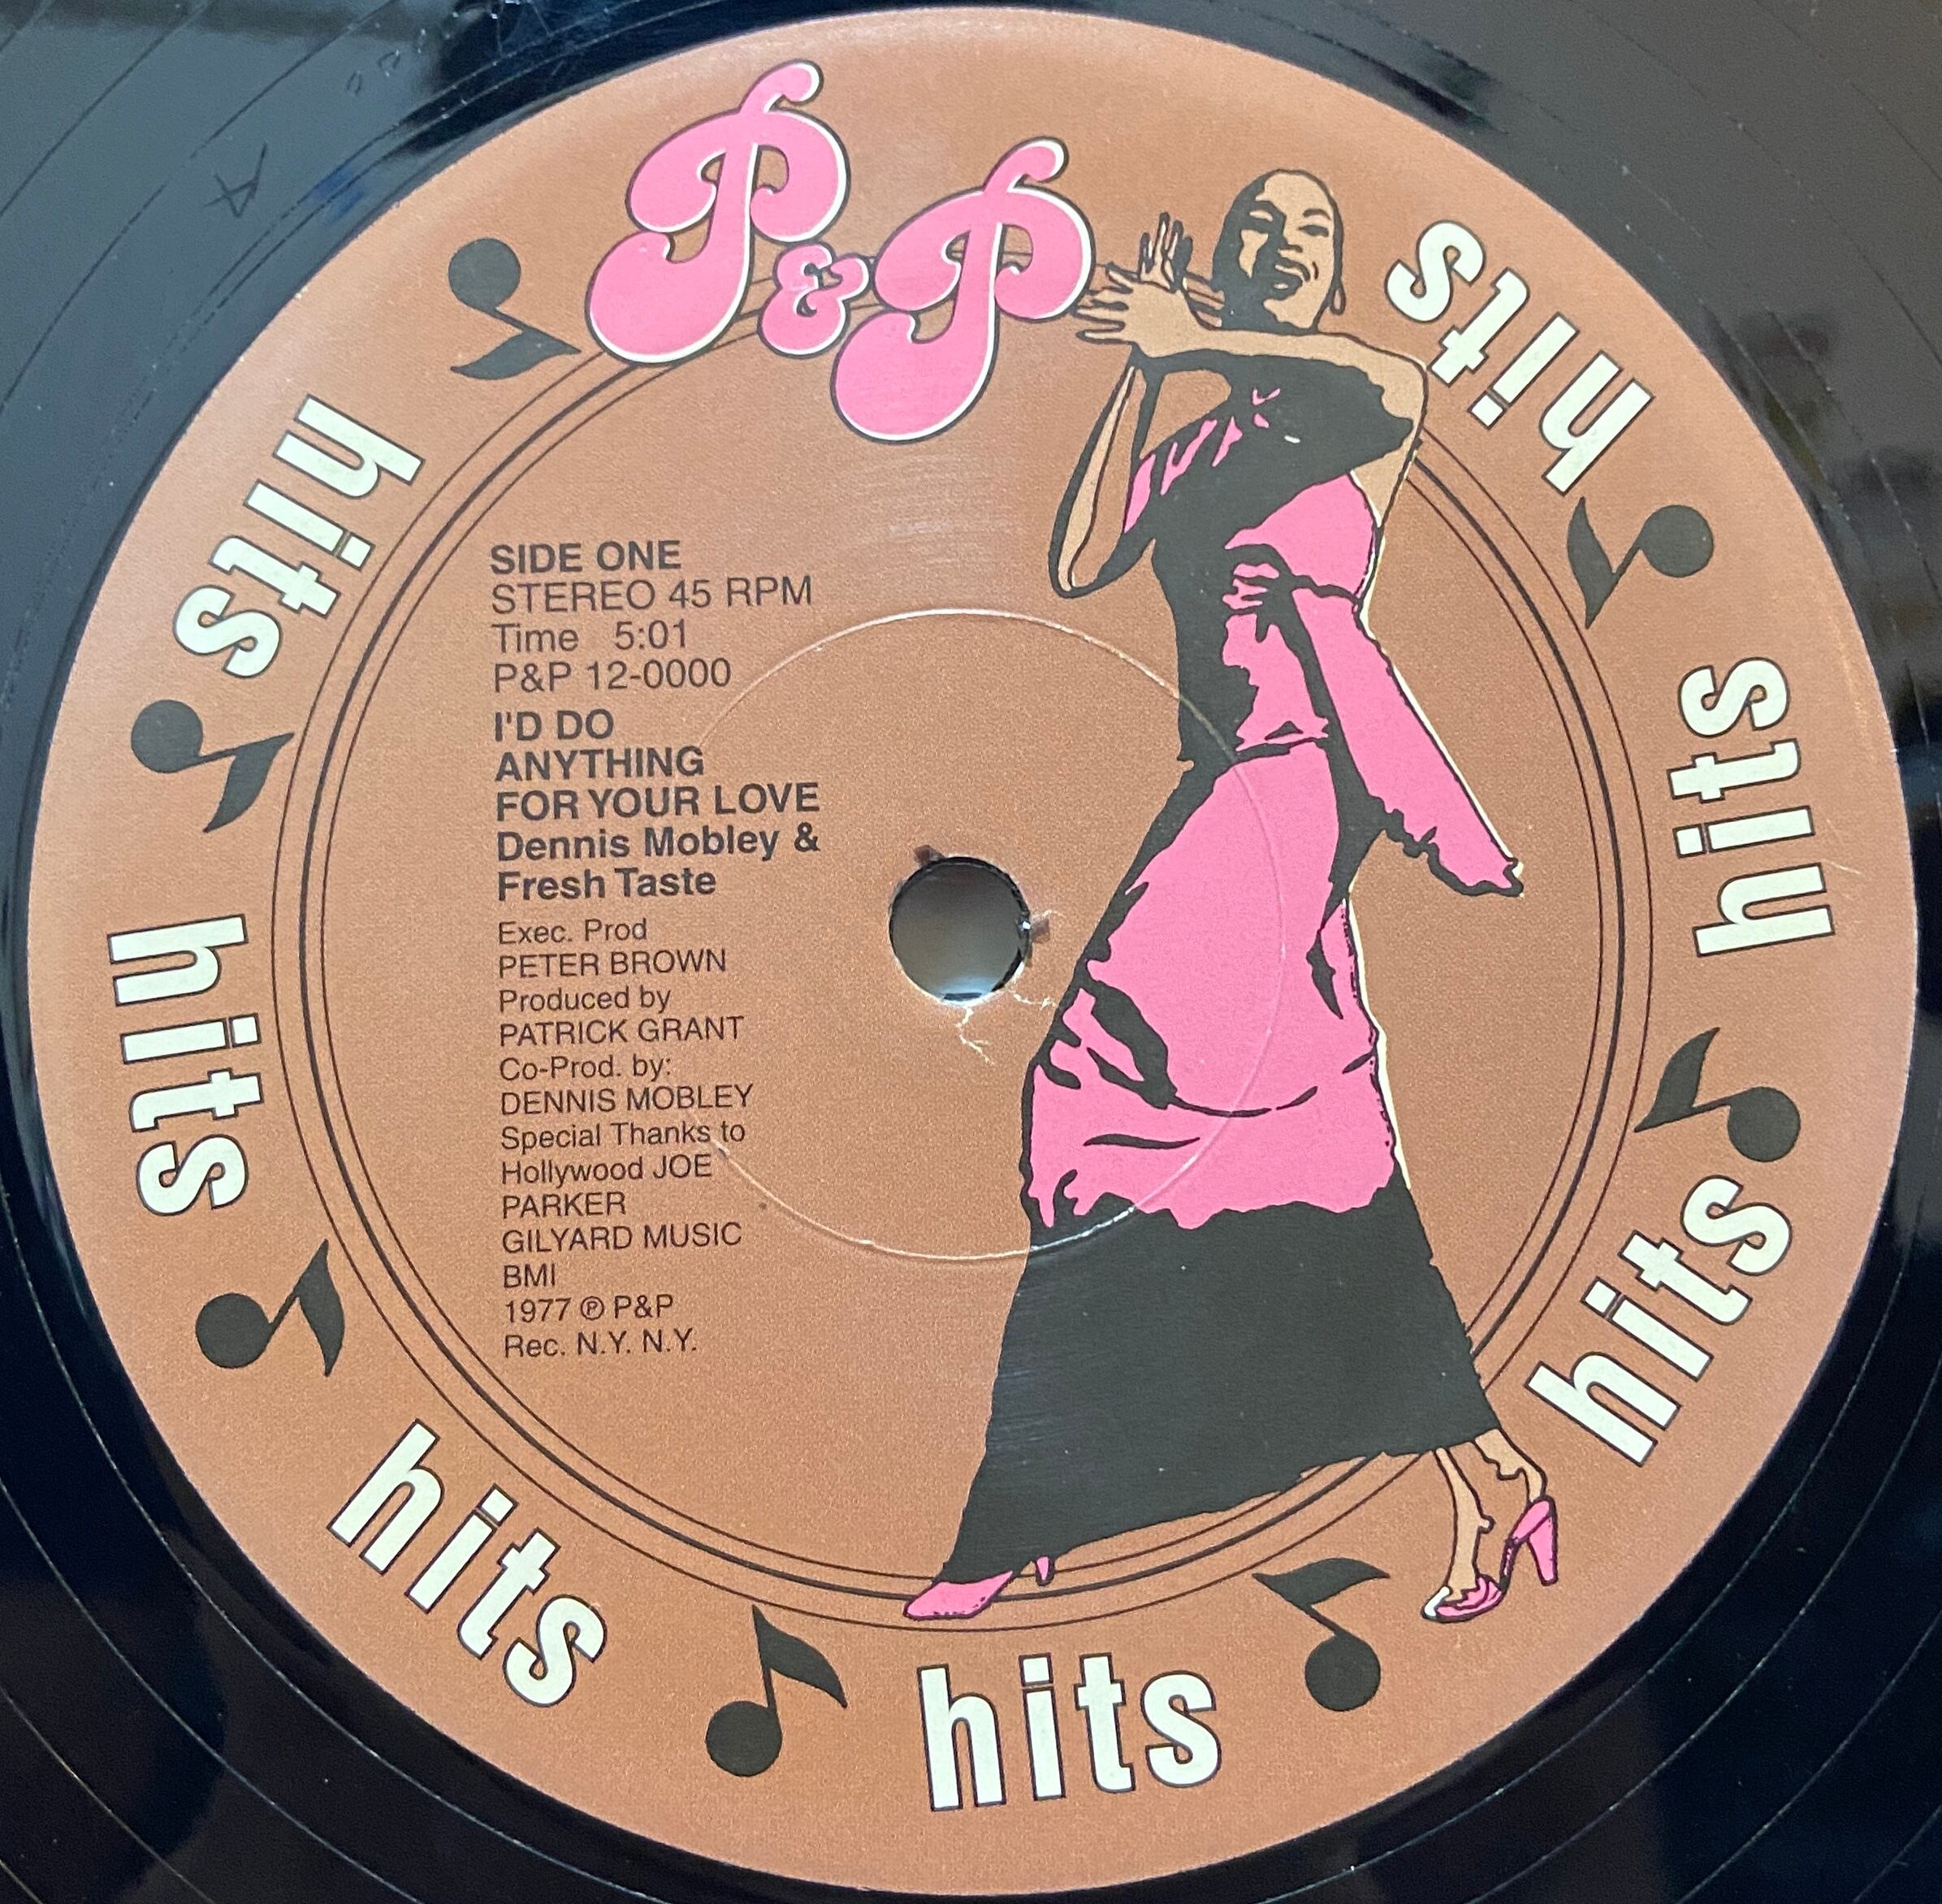 P&P
hits
hits
hits
hits
hits
hits
hits
SIDE ONE
STEREO 45 RPM
Time 5:01
P&P 12-0000
I'D DO
ANYTHING
FOR YOUR LOVE
Dennis Mobley &
Fresh Taste
Exec. Prod
PETER BROWN
Produced by
PATRICK GRANT
Co-Prod. by:
DENNIS MOBLEY
Special Thanks to
Hollywood JOE
PARKER
GILYARD MUSIC
BMI
1977 ℗ P&P
Rec. N.Y. N.Y.
A